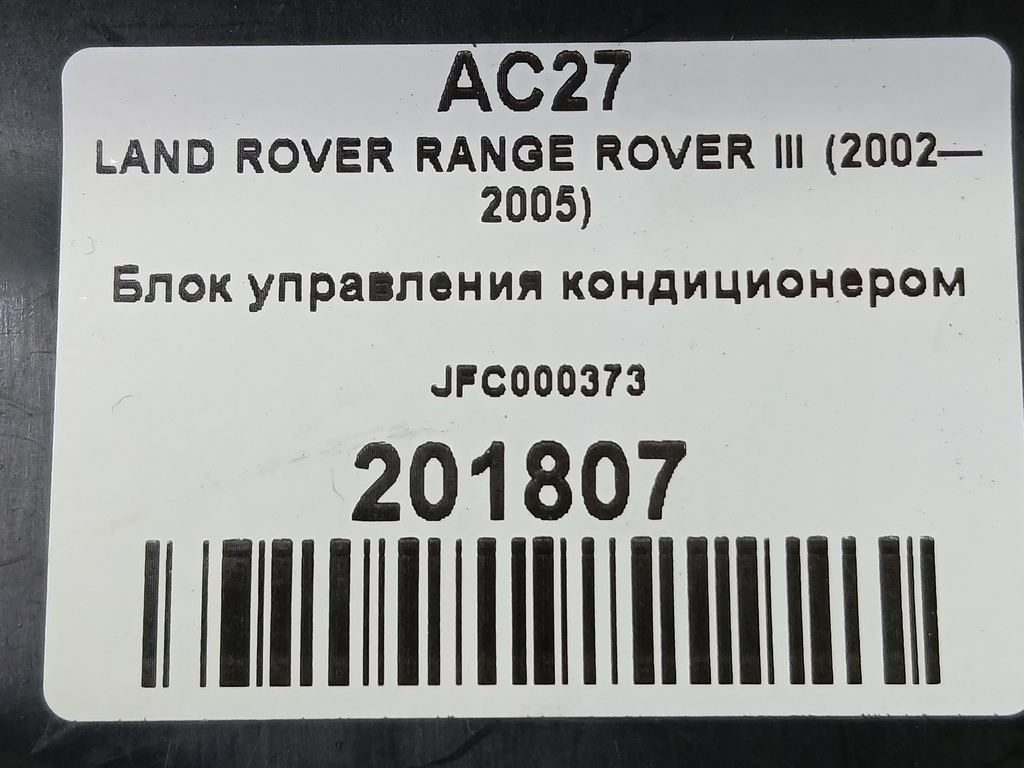 AC27
LAND ROVER RANGE ROVER III (2002—
2005)
Блок управления кондиционером
JFC000373
201807